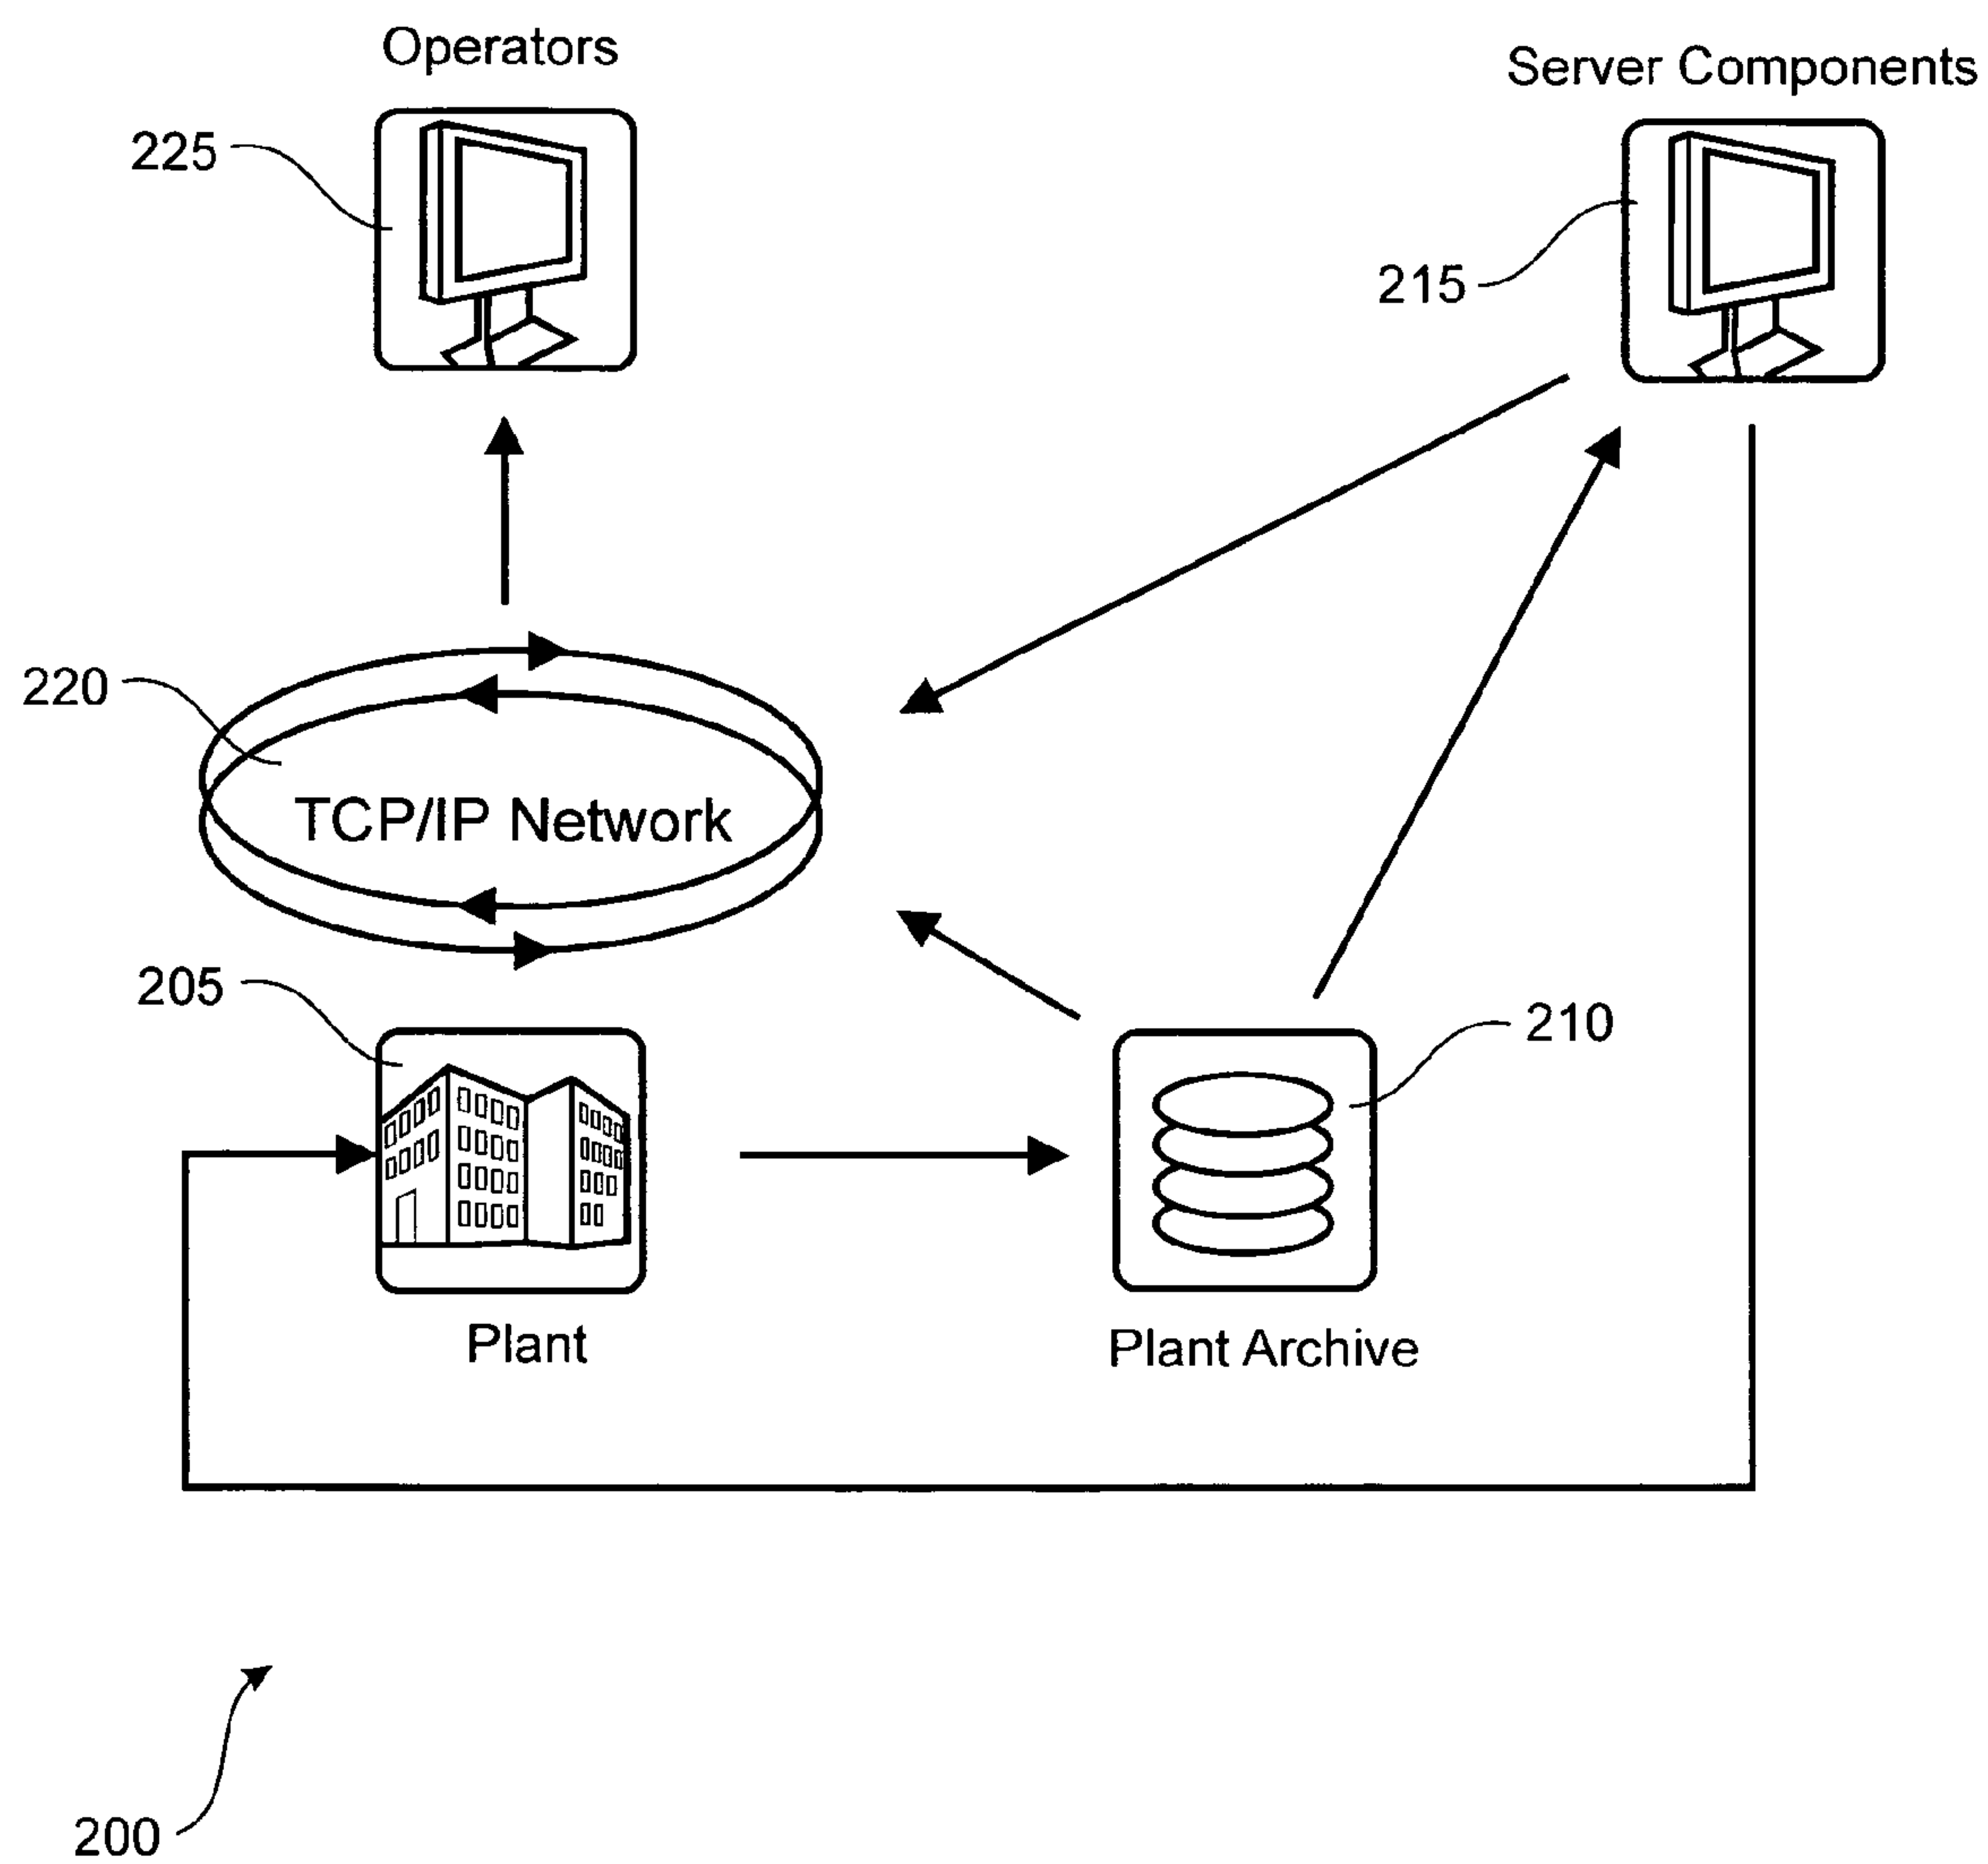 Operators
Server Components
225
215
220
TCP/IP Network
205
210
Plant
Plant Archive
200